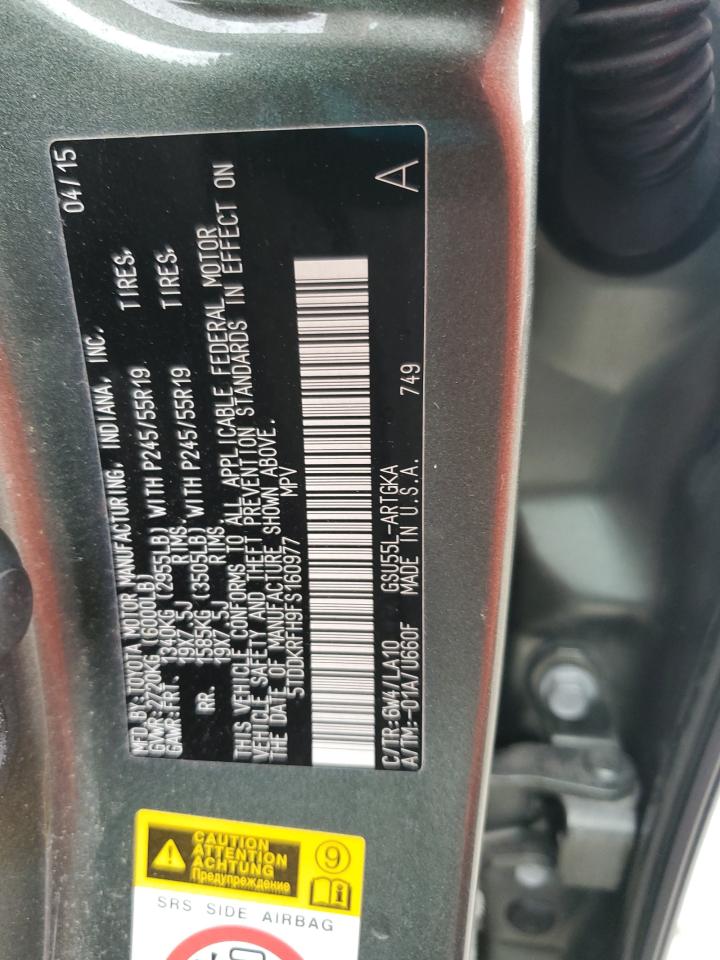 MFD.BY:TOYOTA MOTOR MANUFACTURING, INDIANA, INC. 04/15
GVWR:2720KG (6000LB)
GAWR:FRT. 1340KG (2955LB) WITH P245/55R19 TIRES.
19X7.5J RIMS.
RR. 1585KG (3505LB) WITH P245/55R19 TIRES.
19X7.5J RIMS.
THIS VEHICLE CONFORMS TO ALL APPLICABLE FEDERAL MOTOR
VEHICLE SAFETY AND THEFT PREVENTION STANDARDS IN EFFECT ON
THE DATE OF MANUFACTURE SHOWN ABOVE.
5TDDKRFH9FS160977 MPV
C/TR:6W4/LA10 GSU55L-ARTGKA
A/TM:-01A/U660F MADE IN U.S.A. 749 A
CAUTION
ATTENTION
ACHTUNG
Предупреждение
9
i
SRS SIDE AIRBAG